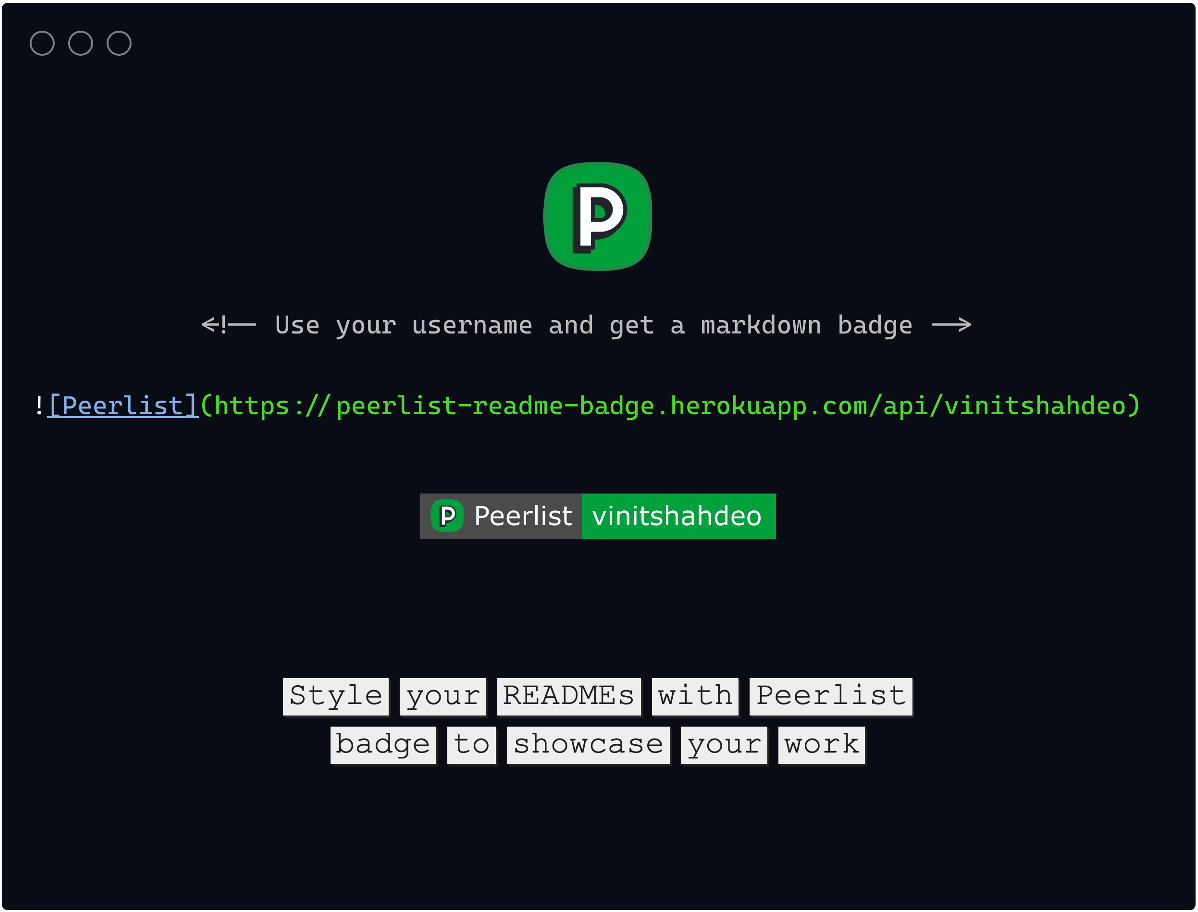 P
<!-- Use your username and get a markdown badge -->
![Peerlist](https://peerlist-readme-badge.herokuapp.com/api/vinitshahdeo)
P Peerlist vinitshahdeo
Style your READMEs with Peerlist
badge to showcase your work